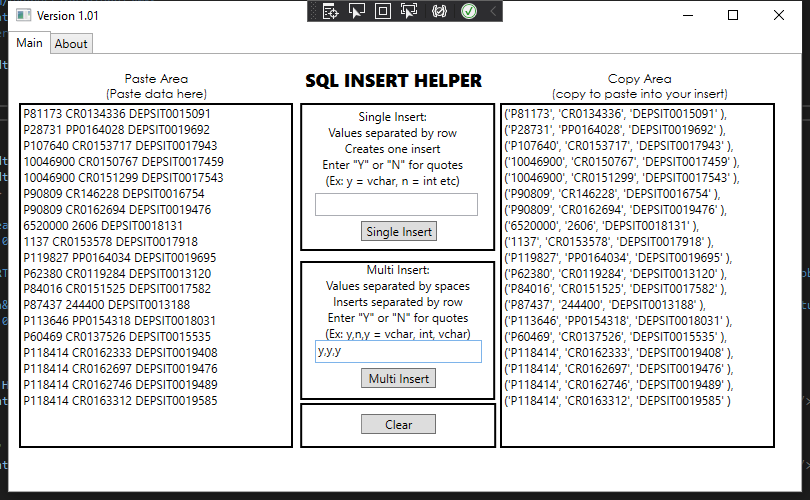 Version 1.01
Main
About
Paste Area
(Paste data here)
P81173 CR0134336 DEPSIT0015091
P28731 PP0164028 DEPSIT0019692
P107640 CR0153717 DEPSIT0017943
10046900 CR0150767 DEPSIT0017459
10046900 CR0151299 DEPSIT0017543
P90809 CR146228 DEPSIT0016754
P90809 CR0162694 DEPSIT0019476
6520000 2606 DEPSIT0018131
1137 CR0153578 DEPSIT0017918
P119827 PP0164034 DEPSIT0019695
P62380 CR0119284 DEPSIT0013120
P84016 CR0151525 DEPSIT0017582
P87437 244400 DEPSIT0013188
P113646 PP0154318 DEPSIT0018031
P60469 CR0137526 DEPSIT0015535
P118414 CR0162333 DEPSIT0019408
P118414 CR0162697 DEPSIT0019476
P118414 CR0162746 DEPSIT0019489
P118414 CR0163312 DEPSIT0019585
SQL INSERT HELPER
Single Insert:
Values separated by row
Creates one insert
Enter "Y" or "N" for quotes
(Ex: y = vchar, n = int etc)
Single Insert
Multi Insert:
Values separated by spaces
Inserts separated by row
Enter "Y" or "N" for quotes
(Ex: y,n,y = vchar, int, vchar)
y,y,y
Multi Insert
Clear
Copy Area
(copy to paste into your insert)
('P81173', 'CR0134336', 'DEPSIT0015091' ),
('P28731', 'PP0164028', 'DEPSIT0019692' ),
('P107640', 'CR0153717', 'DEPSIT0017943' ),
('10046900', 'CR0150767', 'DEPSIT0017459' ),
('10046900', 'CR0151299', 'DEPSIT0017543' ),
('P90809', 'CR146228', 'DEPSIT0016754' ),
('P90809', 'CR0162694', 'DEPSIT0019476' ),
('6520000', '2606', 'DEPSIT0018131' ),
('1137', 'CR0153578', 'DEPSIT0017918' ),
('P119827', 'PP0164034', 'DEPSIT0019695' ),
('P62380', 'CR0119284', 'DEPSIT0013120' ),
('P84016', 'CR0151525', 'DEPSIT0017582' ),
('P87437', '244400', 'DEPSIT0013188' ),
('P113646', 'PP0154318', 'DEPSIT0018031' ),
('P60469', 'CR0137526', 'DEPSIT0015535' ),
('P118414', 'CR0162333', 'DEPSIT0019408' ),
('P118414', 'CR0162697', 'DEPSIT0019476' ),
('P118414', 'CR0162746', 'DEPSIT0019489' ),
('P118414', 'CR0163312', 'DEPSIT0019585' )